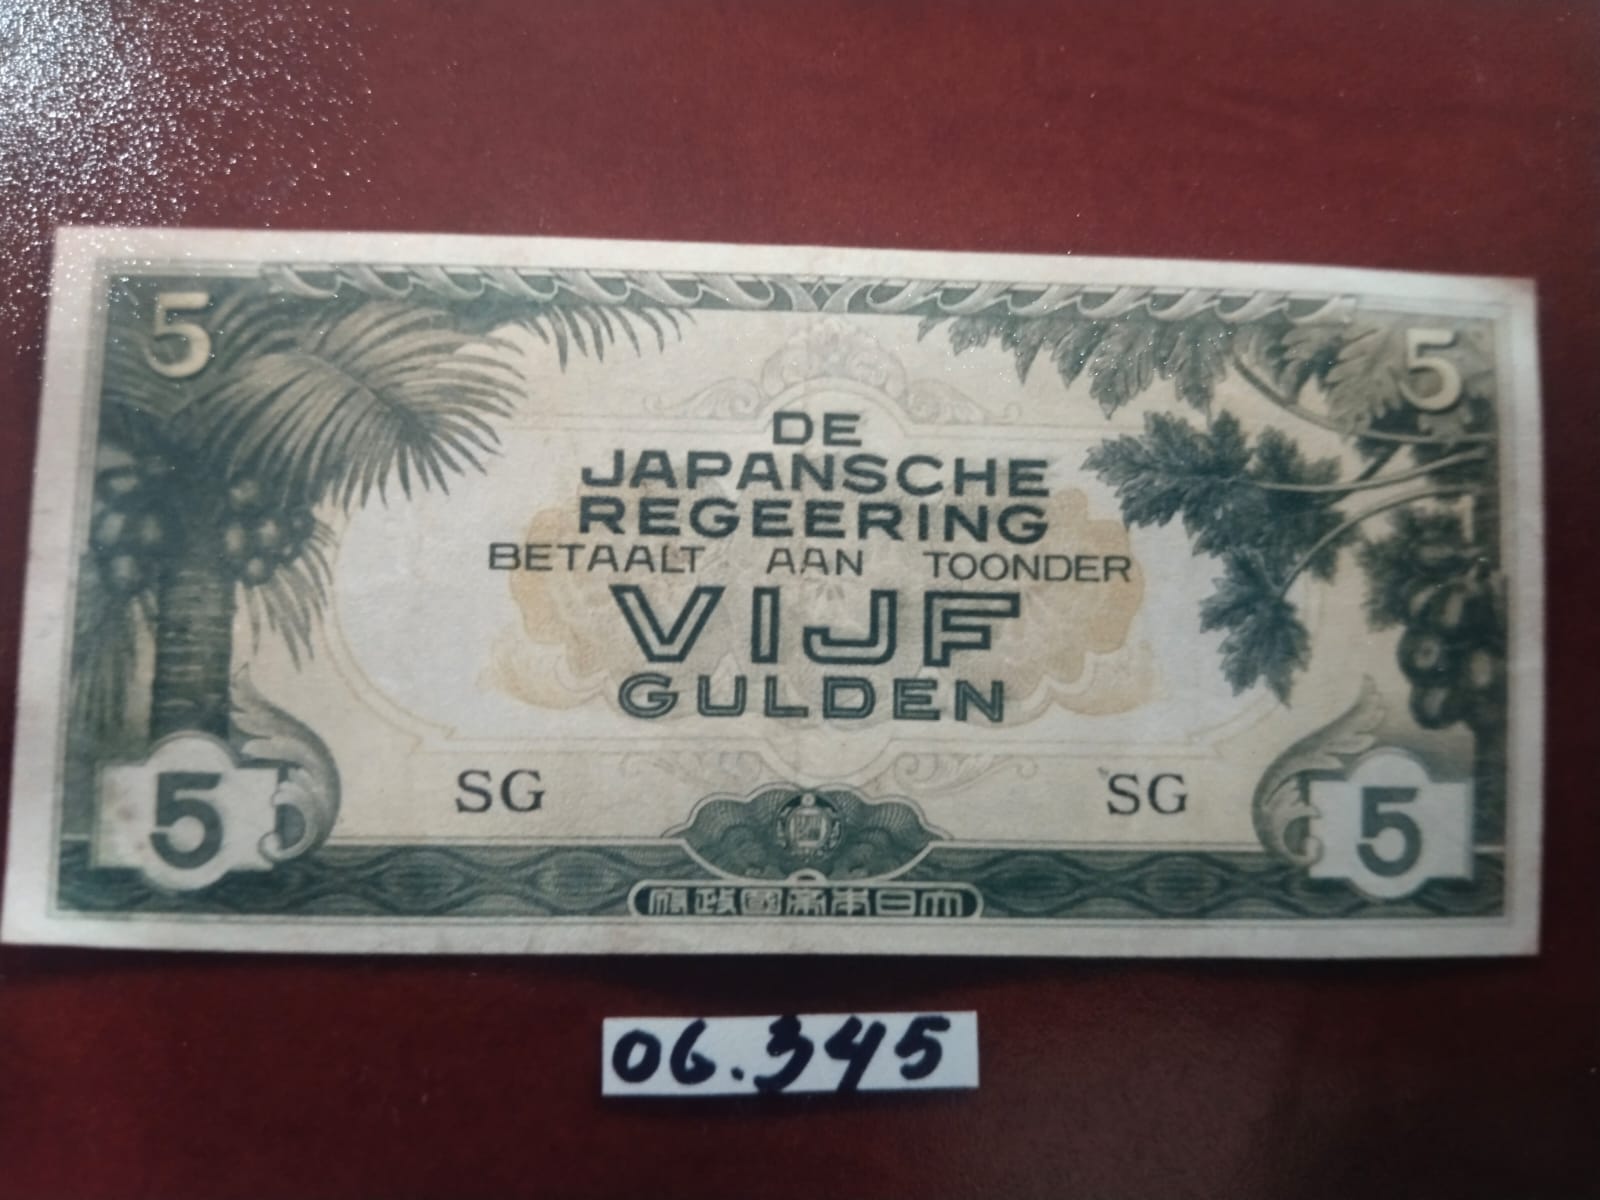 5 5
DE
JAPANSCHE
REGEERING
BETAALT AAN TOONDER
VIJF
GULDEN
SG SG
5 5
府政國帝本日大
06.345